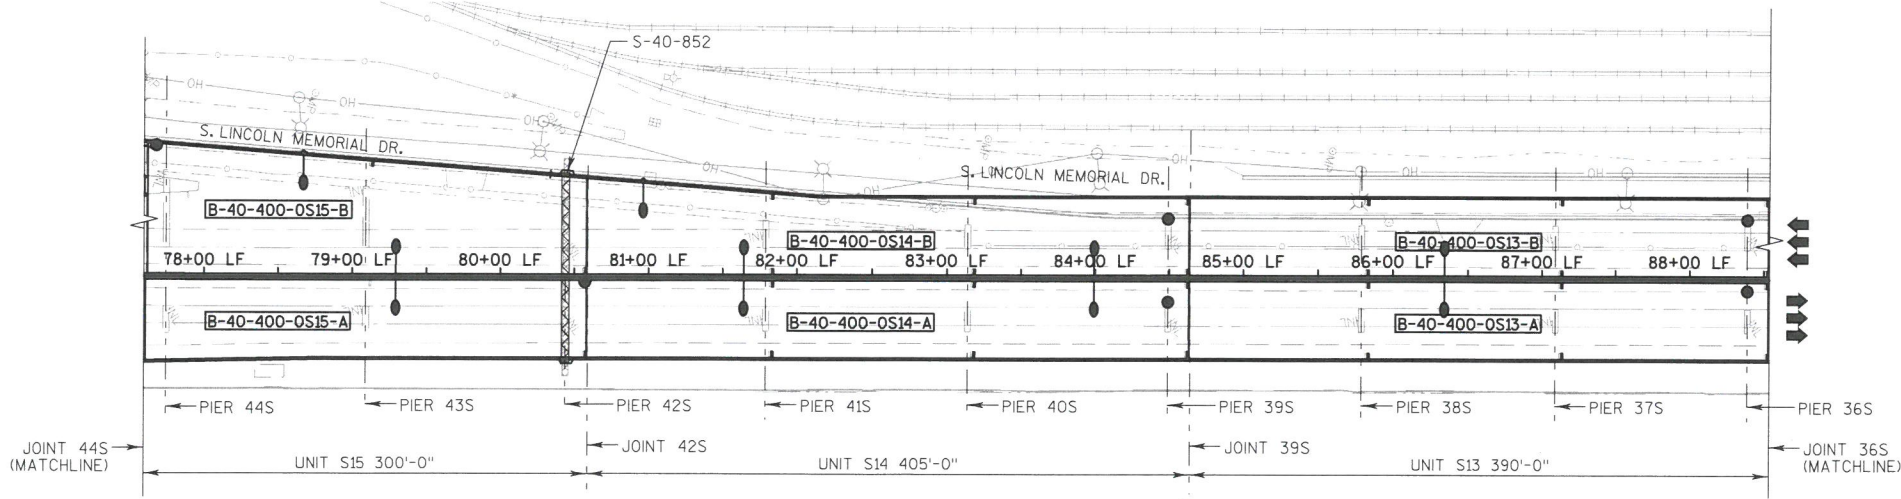 S-40-852
OH
OH
OH
S. LINCOLN MEMORIAL DR.
OH
OH
OH
OH
S. LINCOLN MEMORIAL DR.
B-40-400-0S15-B
B-40-400-0S14-B
B-40-400-0S13-B
78+00 LF
79+00 LF
80+00 LF
81+00 LF
82+00 LF
83+00 LF
84+00 LF
85+00 LF
86+00 LF
87+00 LF
88+00 LF
B-40-400-0S15-A
B-40-400-0S14-A
B-40-400-0S13-A
PIER 44S
PIER 43S
PIER 42S
PIER 41S
PIER 40S
PIER 39S
PIER 38S
PIER 37S
PIER 36S
JOINT 44S
(MATCHLINE)
JOINT 42S
JOINT 39S
JOINT 36S
(MATCHLINE)
UNIT S15 300'-0"
UNIT S14 405'-0"
UNIT S13 390'-0"